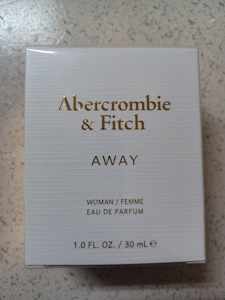 Abercrombie
& Fitch
AWAY
WOMAN / FEMME
EAU DE PARFUM
1.0 FL. OZ. / 30 mL ℮